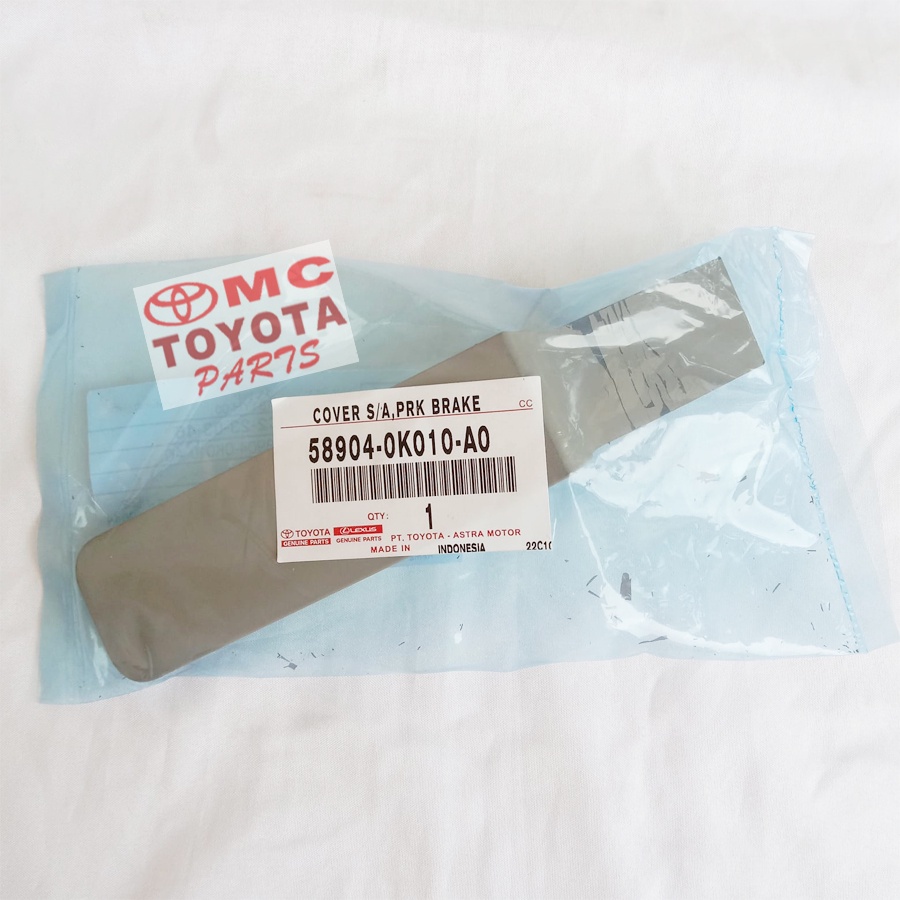 MC
TOYOTA
PARTS
COVER S/A,PRK BRAKE
CC
58904-0K010-A0
QTY: 1
TOYOTA
GENUINE PARTS
LEXUS
GENUINE PARTS
PT. TOYOTA - ASTRA MOTOR
MADE IN INDONESIA 22C10